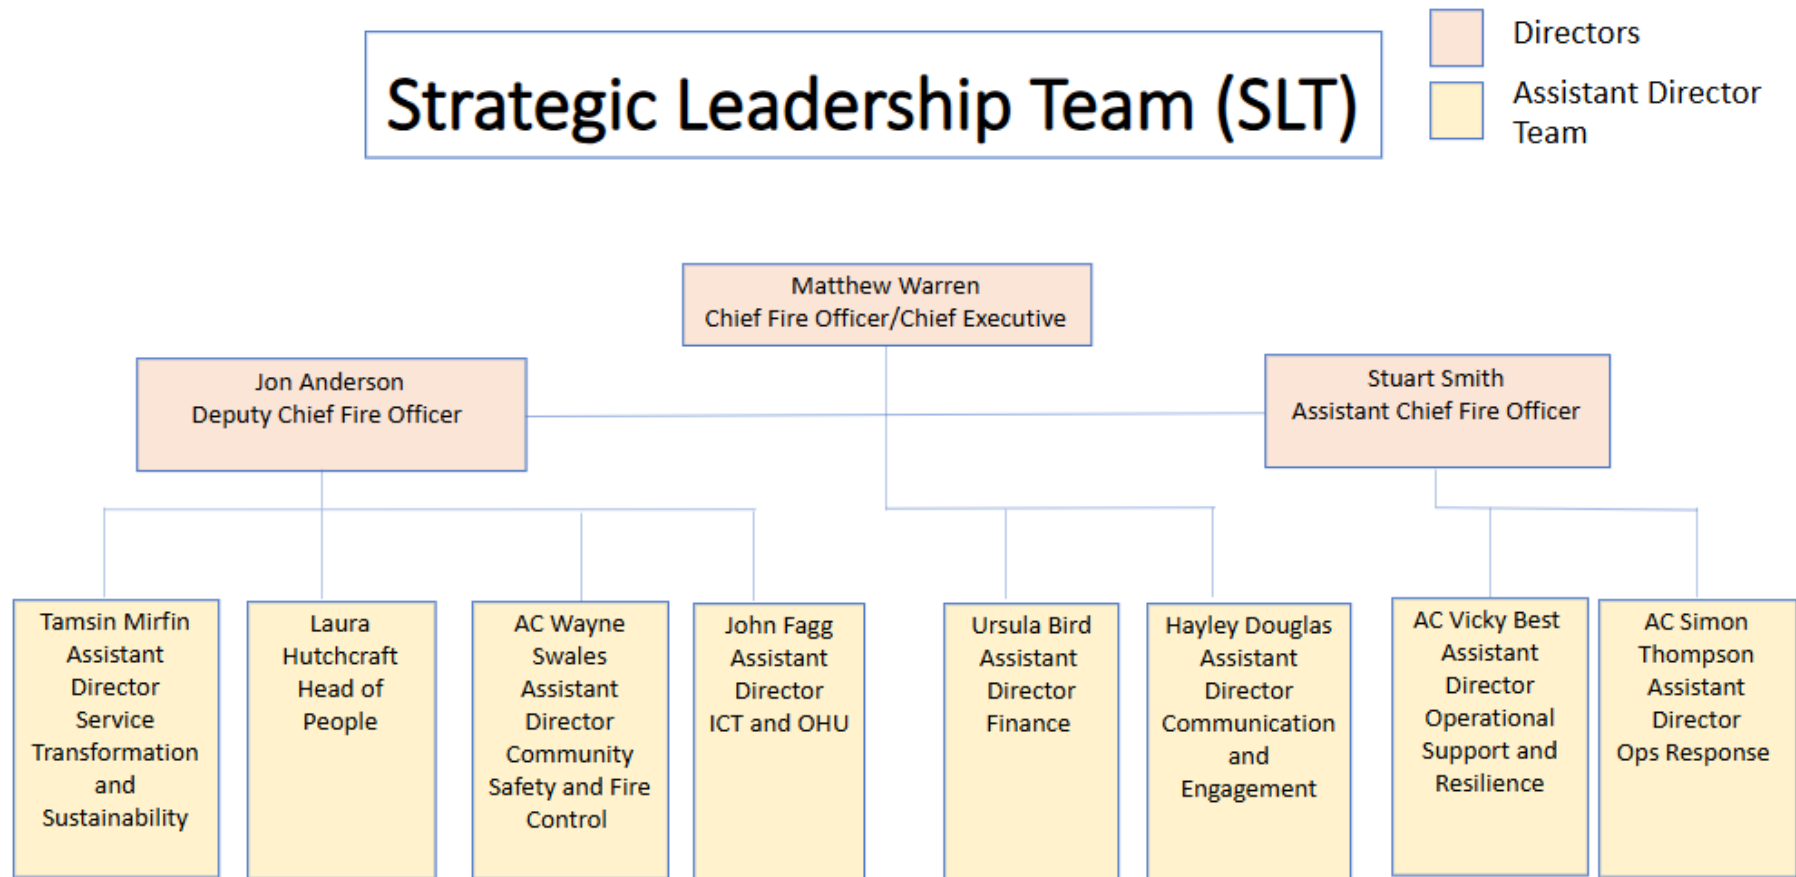 Strategic Leadership Team (SLT)
Directors
Assistant Director
Team
Matthew Warren
Chief Fire Officer/Chief Executive
Jon Anderson
Deputy Chief Fire Officer
Stuart Smith
Assistant Chief Fire Officer
Tamsin Mirfin
Assistant
Director
Service
Transformation
and
Sustainability
Laura
Hutchcraft
Head of
People
AC Wayne
Swales
Assistant
Director
Community
Safety and Fire
Control
John Fagg
Assistant
Director
ICT and OHU
Ursula Bird
Assistant
Director
Finance
Hayley Douglas
Assistant
Director
Communication
and
Engagement
AC Vicky Best
Assistant
Director
Operational
Support and
Resilience
AC Simon
Thompson
Assistant
Director
Ops Response